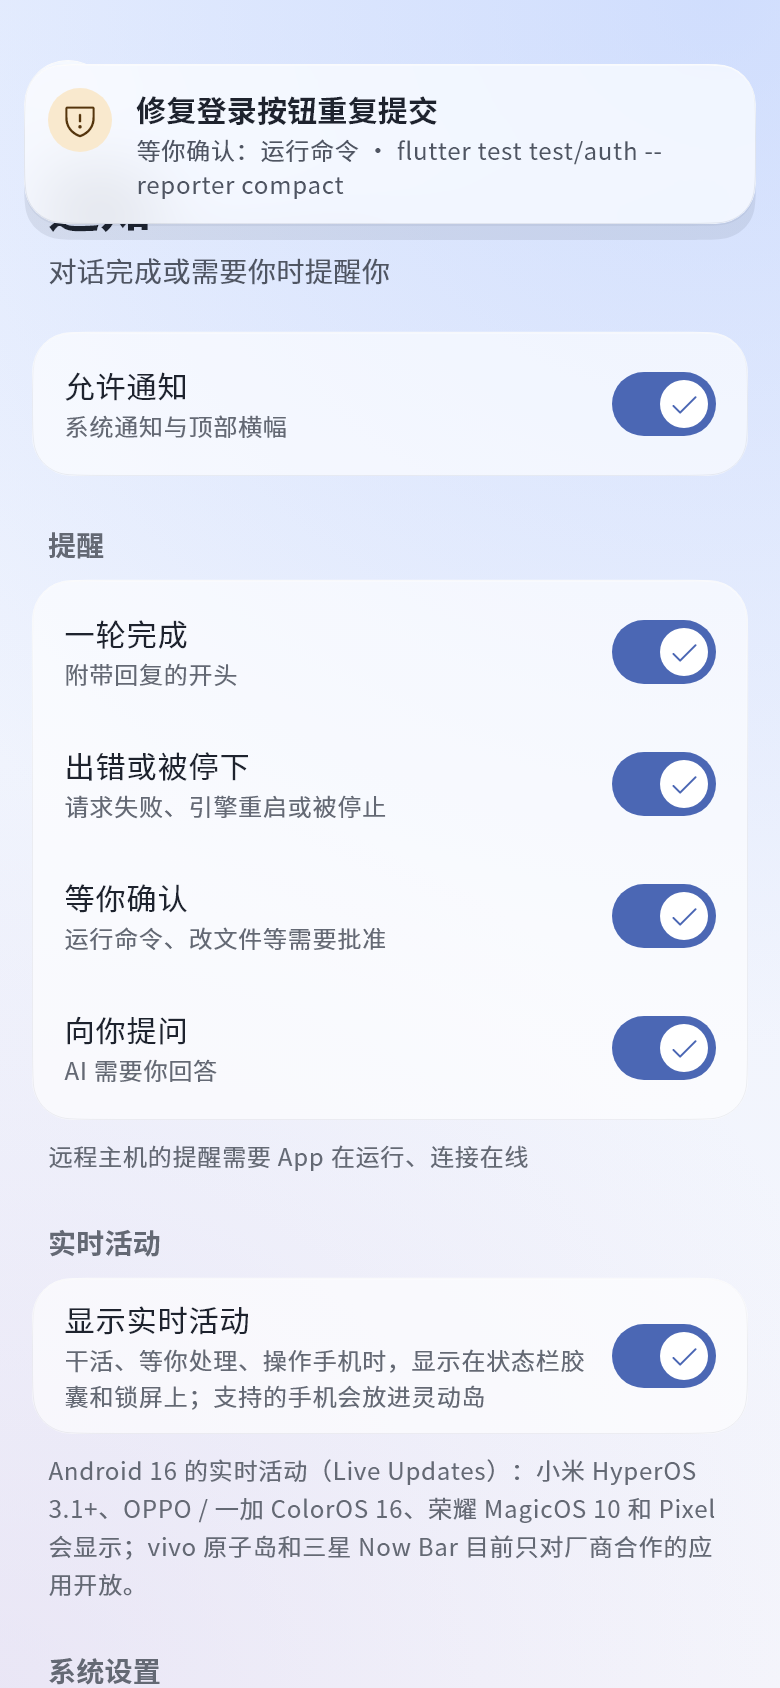 修复登录按钮重复提交
等你确认：运行命令 · flutter test test/auth --
reporter compact
对话完成或需要你时提醒你
允许通知
系统通知与顶部横幅
提醒
一轮完成
附带回复的开头
出错或被停下
请求失败、引擎重启或被停止
等你确认
运行命令、改文件等需要批准
向你提问
AI 需要你回答
远程主机的提醒需要 App 在运行、连接在线
实时活动
显示实时活动
干活、等你处理、操作手机时，显示在状态栏胶
囊和锁屏上；支持的手机会放进灵动岛
Android 16 的实时活动（Live Updates）：小米 HyperOS
3.1+、OPPO / 一加 ColorOS 16、荣耀 MagicOS 10 和 Pixel
会显示；vivo 原子岛和三星 Now Bar 目前只对厂商合作的应
用开放。
系统设置